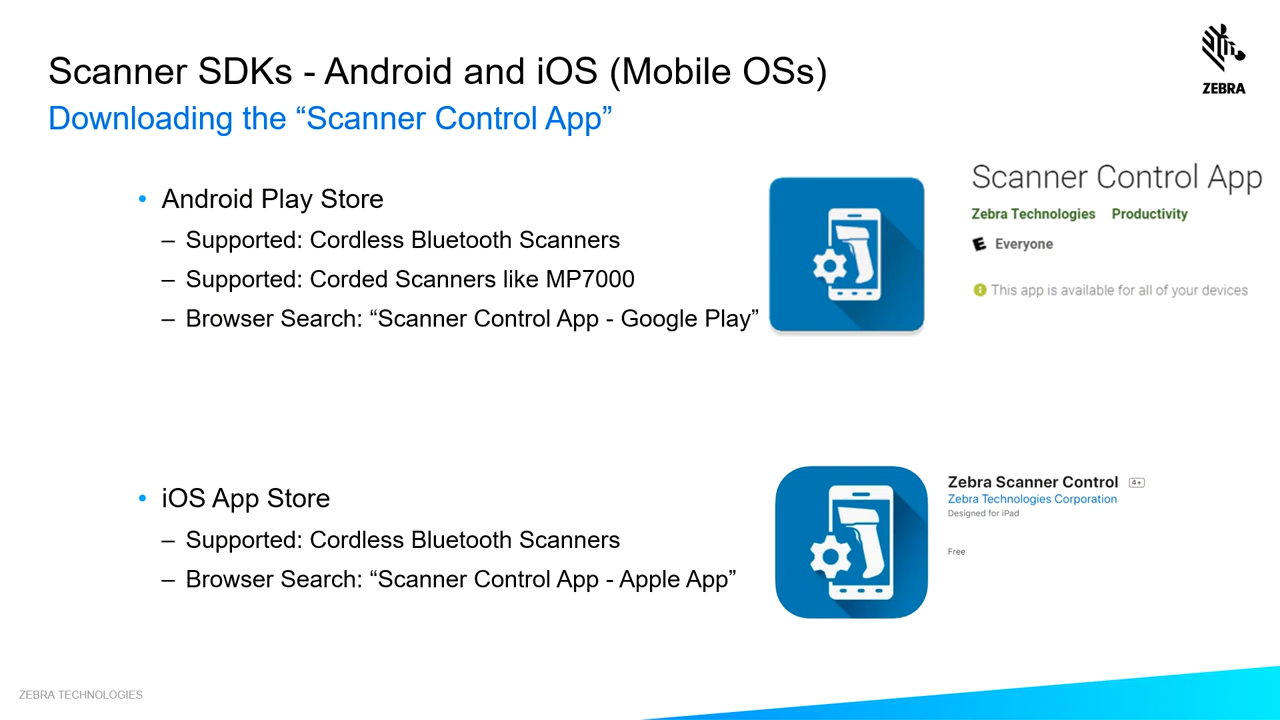 Scanner SDKs - Android and iOS (Mobile OSs)
Downloading the “Scanner Control App”
ZEBRA
• Android Play Store
– Supported: Cordless Bluetooth Scanners
– Supported: Corded Scanners like MP7000
– Browser Search: “Scanner Control App - Google Play”
Scanner Control App
Zebra Technologies Productivity
E Everyone
This app is available for all of your devices
• iOS App Store
– Supported: Cordless Bluetooth Scanners
– Browser Search: “Scanner Control App - Apple App”
Zebra Scanner Control 4+
Zebra Technologies Corporation
Designed for iPad
Free
ZEBRA TECHNOLOGIES